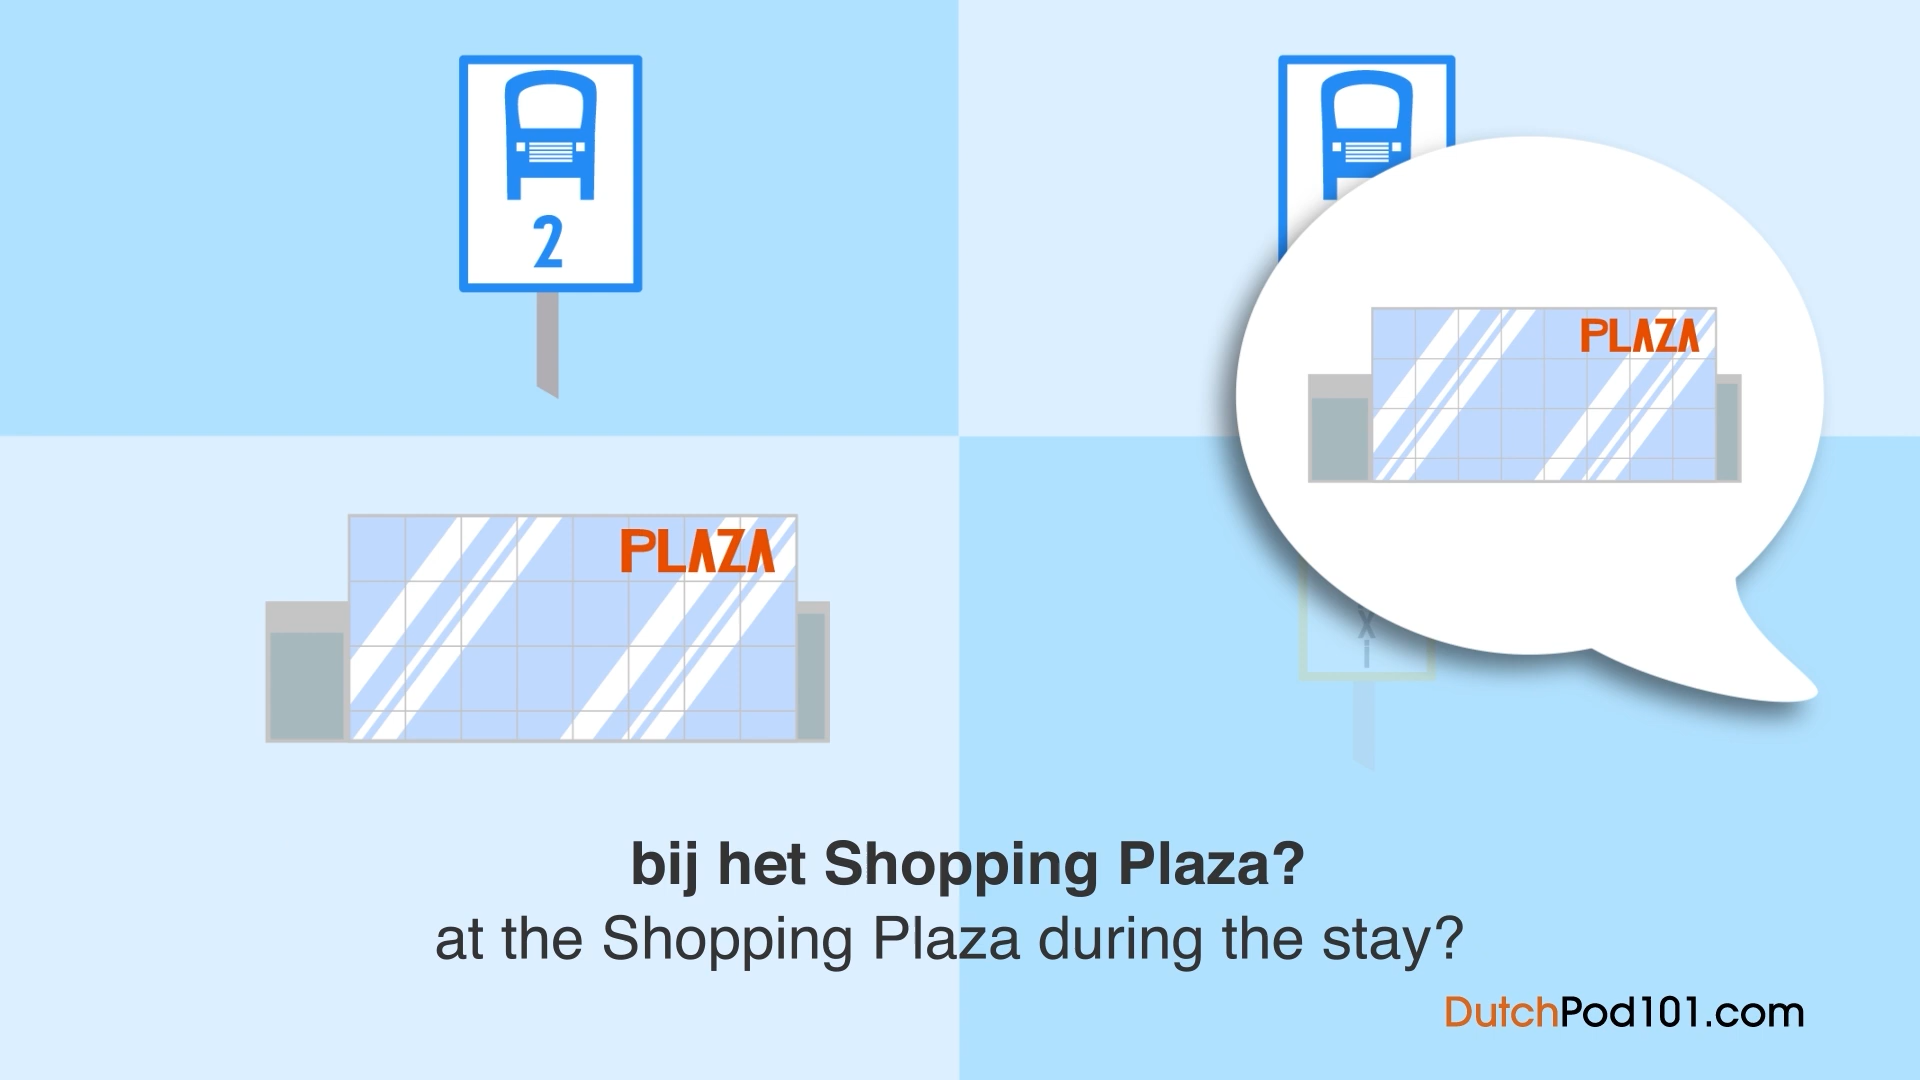 2
PLAZA
PLAZA
x
i
bij het Shopping Plaza?
at the Shopping Plaza during the stay?
DutchPod101.com